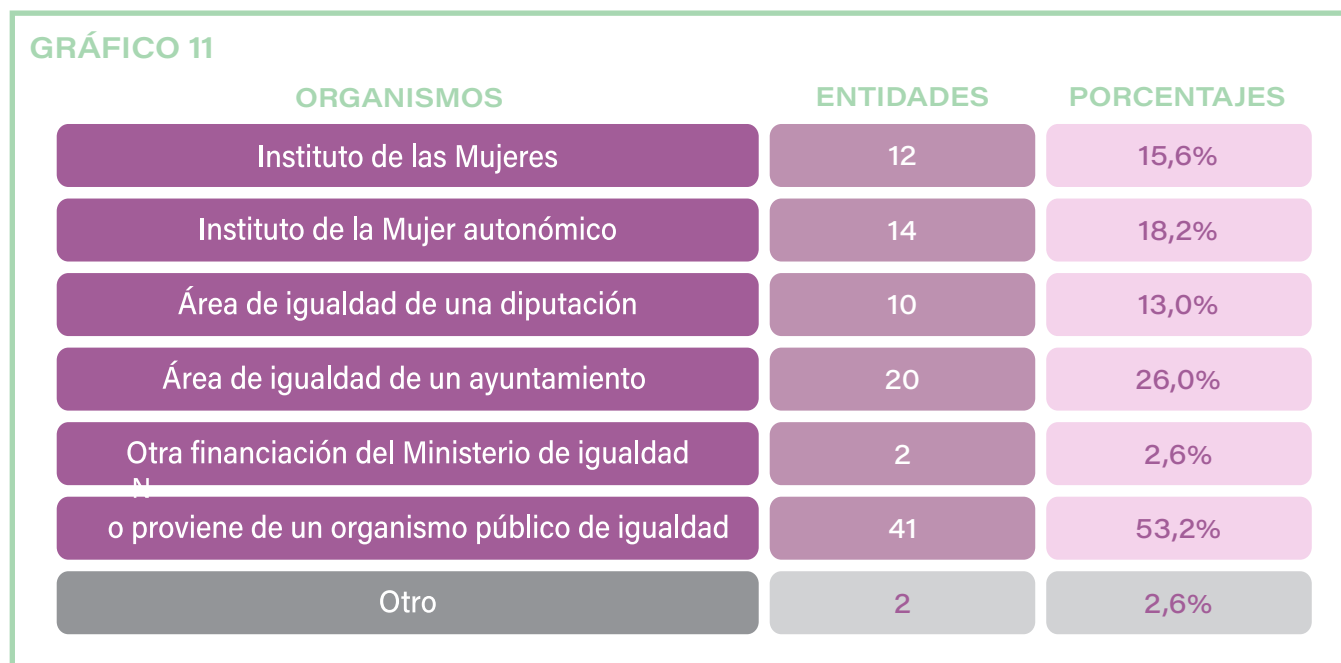 GRÁFICO 11
ORGANISMOS ENTIDADES PORCENTAJES
Instituto de las Mujeres 12 15,6%
Instituto de la Mujer autonómico 14 18,2%
Área de igualdad de una diputación 10 13,0%
Área de igualdad de un ayuntamiento 20 26,0%
Otra financiación del Ministerio de igualdad 2 2,6%
N
o proviene de un organismo público de igualdad 41 53,2%
Otro 2 2,6%